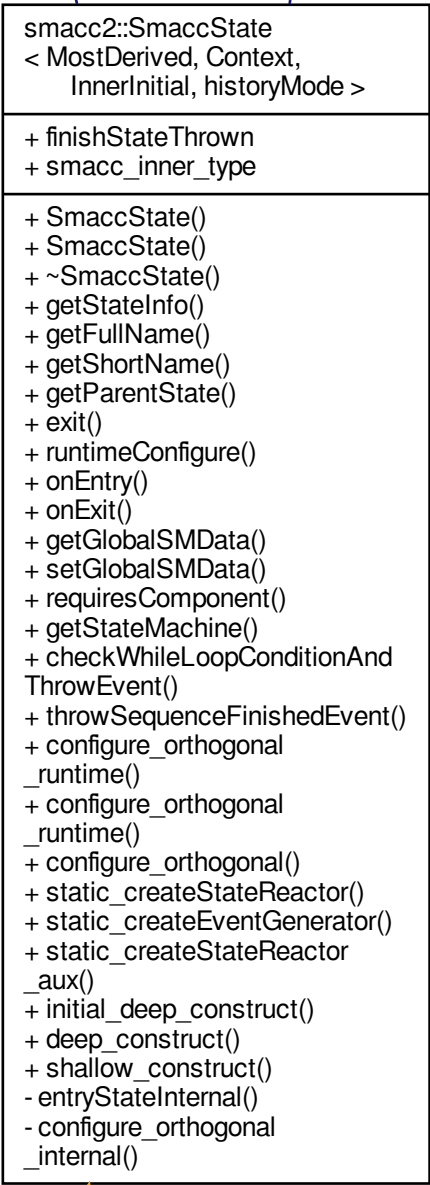 smacc2::SmaccState
< MostDerived, Context,
InnerInitial, historyMode >
+ finishStateThrown
+ smacc_inner_type
+ SmaccState()
+ SmaccState()
+ ~SmaccState()
+ getStateInfo()
+ getFullName()
+ getShortName()
+ getParentState()
+ exit()
+ runtimeConfigure()
+ onEntry()
+ onExit()
+ getGlobalSMData()
+ setGlobalSMData()
+ requiresComponent()
+ getStateMachine()
+ checkWhileLoopConditionAnd
ThrowEvent()
+ throwSequenceFinishedEvent()
+ configure_orthogonal
_runtime()
+ configure_orthogonal
_runtime()
+ configure_orthogonal()
+ static_createStateReactor()
+ static_createEventGenerator()
+ static_createStateReactor
_aux()
+ initial_deep_construct()
+ deep_construct()
+ shallow_construct()
- entryStateInternal()
- configure_orthogonal
_internal()